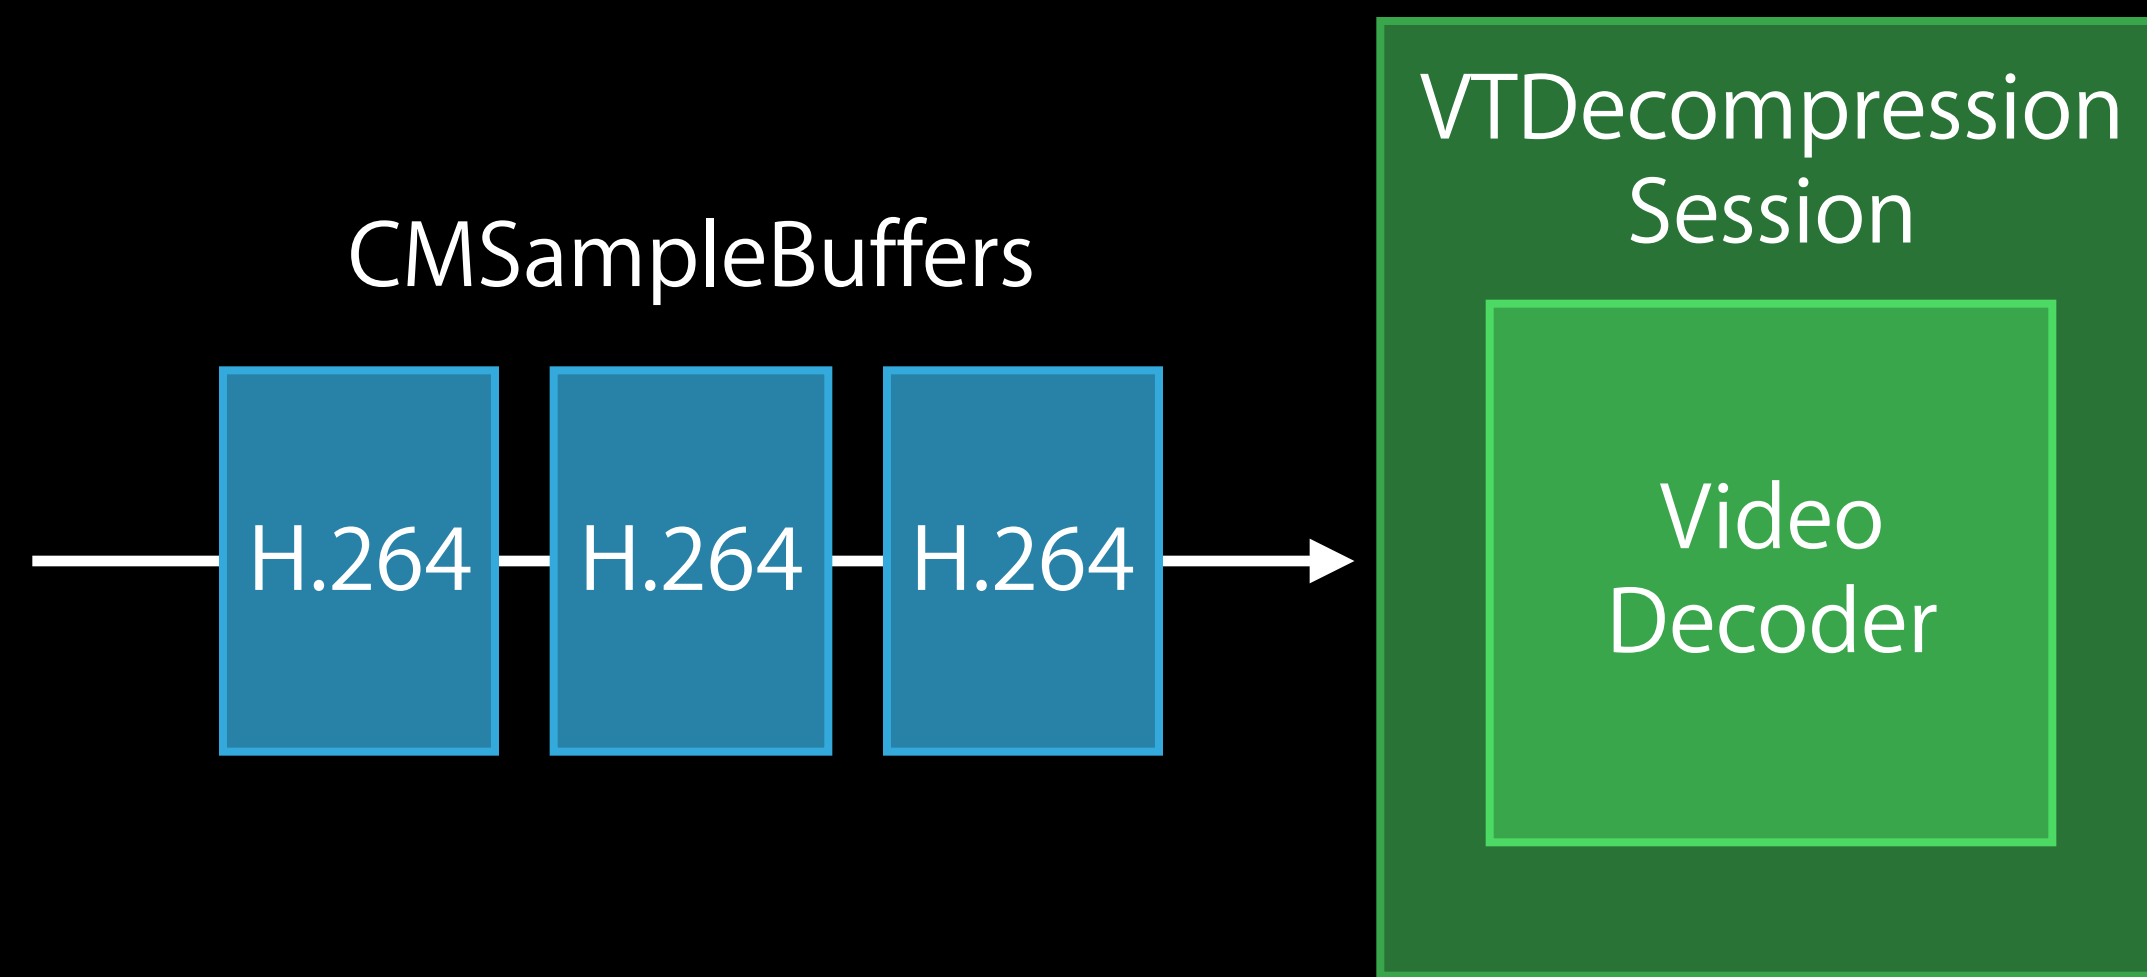 CMSampleBuffers
H.264 H.264 H.264
VTDecompression
Session
Video
Decoder